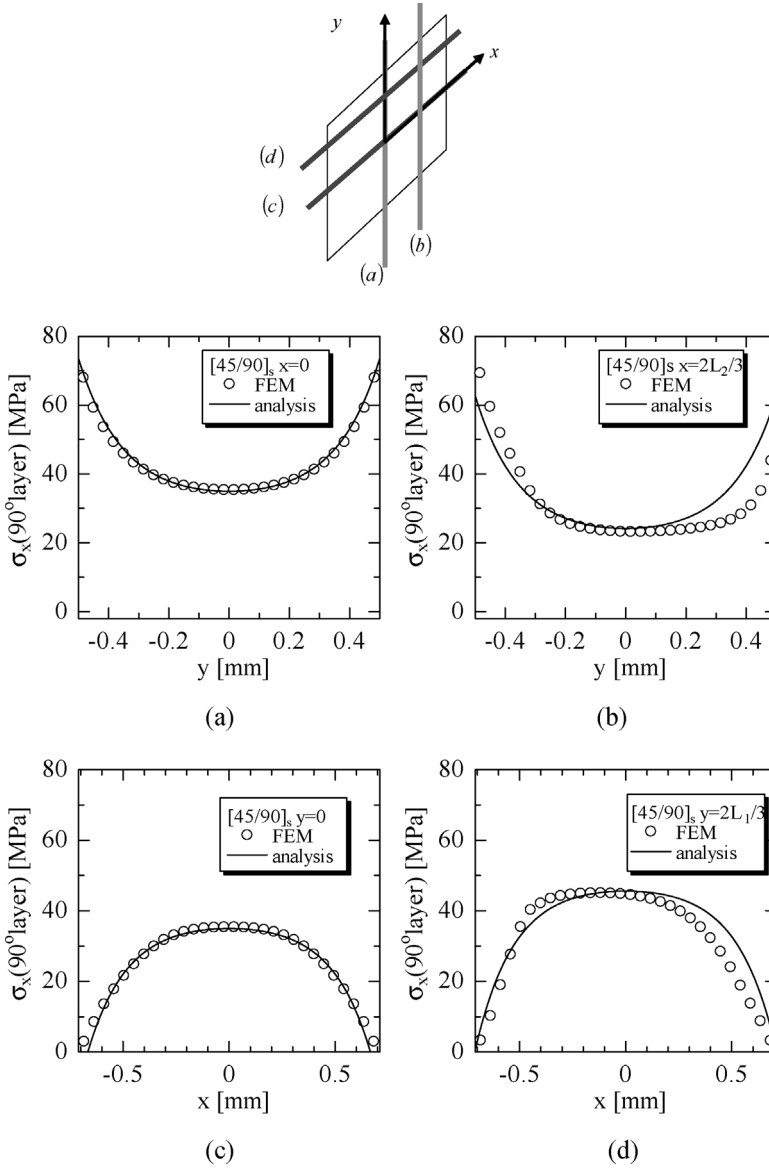 y
x
(d)
(c)
(b)
(a)
80
60
40
20
0
σx(90°layer) [MPa]
[45/90]s x=0
FEM
analysis
-0.4 -0.2 0 0.2 0.4
y [mm]
(a)
80
60
40
20
0
σx(90°layer) [MPa]
[45/90]s x=2L2/3
FEM
analysis
-0.4 -0.2 0 0.2 0.4
y [mm]
(b)
80
60
40
20
0
σx(90°layer) [MPa]
[45/90]s y=0
FEM
analysis
-0.5 0 0.5
x [mm]
(c)
80
60
40
20
0
σx(90°layer) [MPa]
[45/90]s y=2L1/3
FEM
analysis
-0.5 0 0.5
x [mm]
(d)